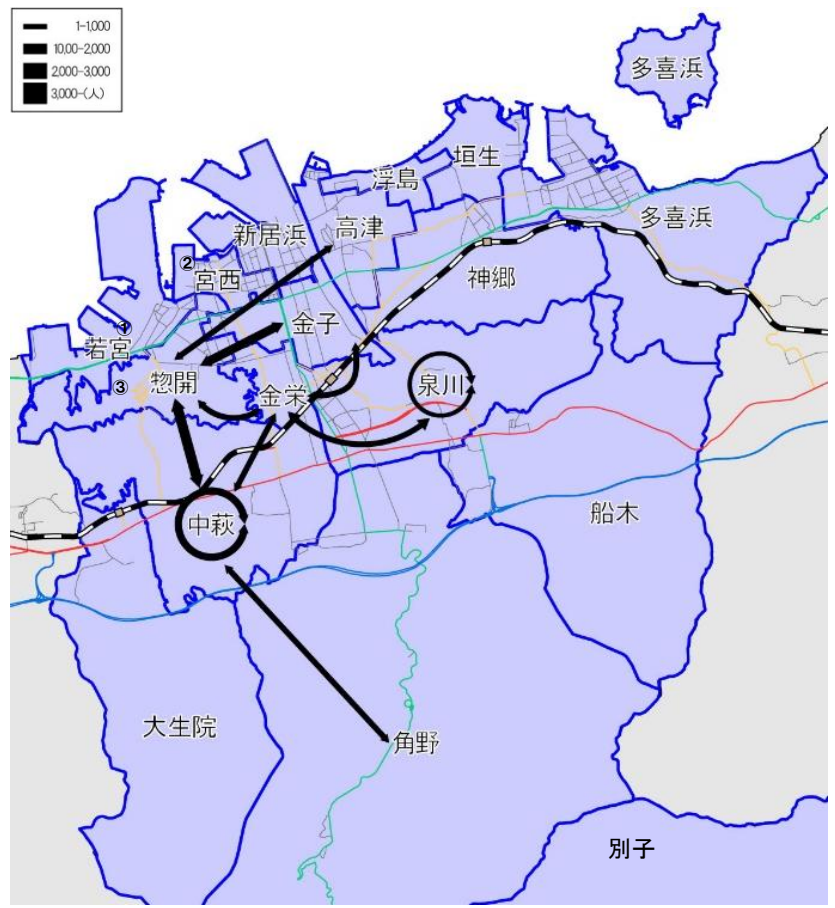 1-1,000
10,00-2,000
2,000-3,000
3,000-(人)
多喜浜
垣生
浮島
多喜浜
新居浜
高津
②
宮西
神郷
①
金子
若宮
③
惣開
金栄
泉川
中萩
船木
大生院
角野
別子